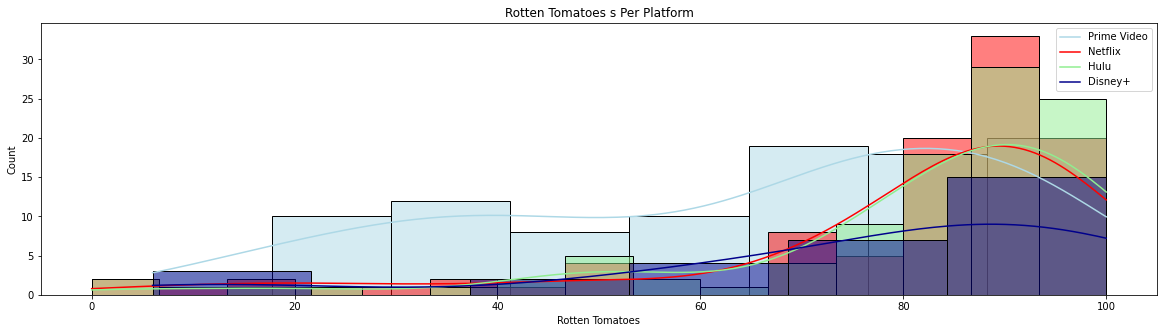 Rotten Tomatoes s Per Platform
Prime Video
Netflix
Hulu
Disney+
30
25
20
15
10
5
0
Count
0 20 40 60 80 100
Rotten Tomatoes